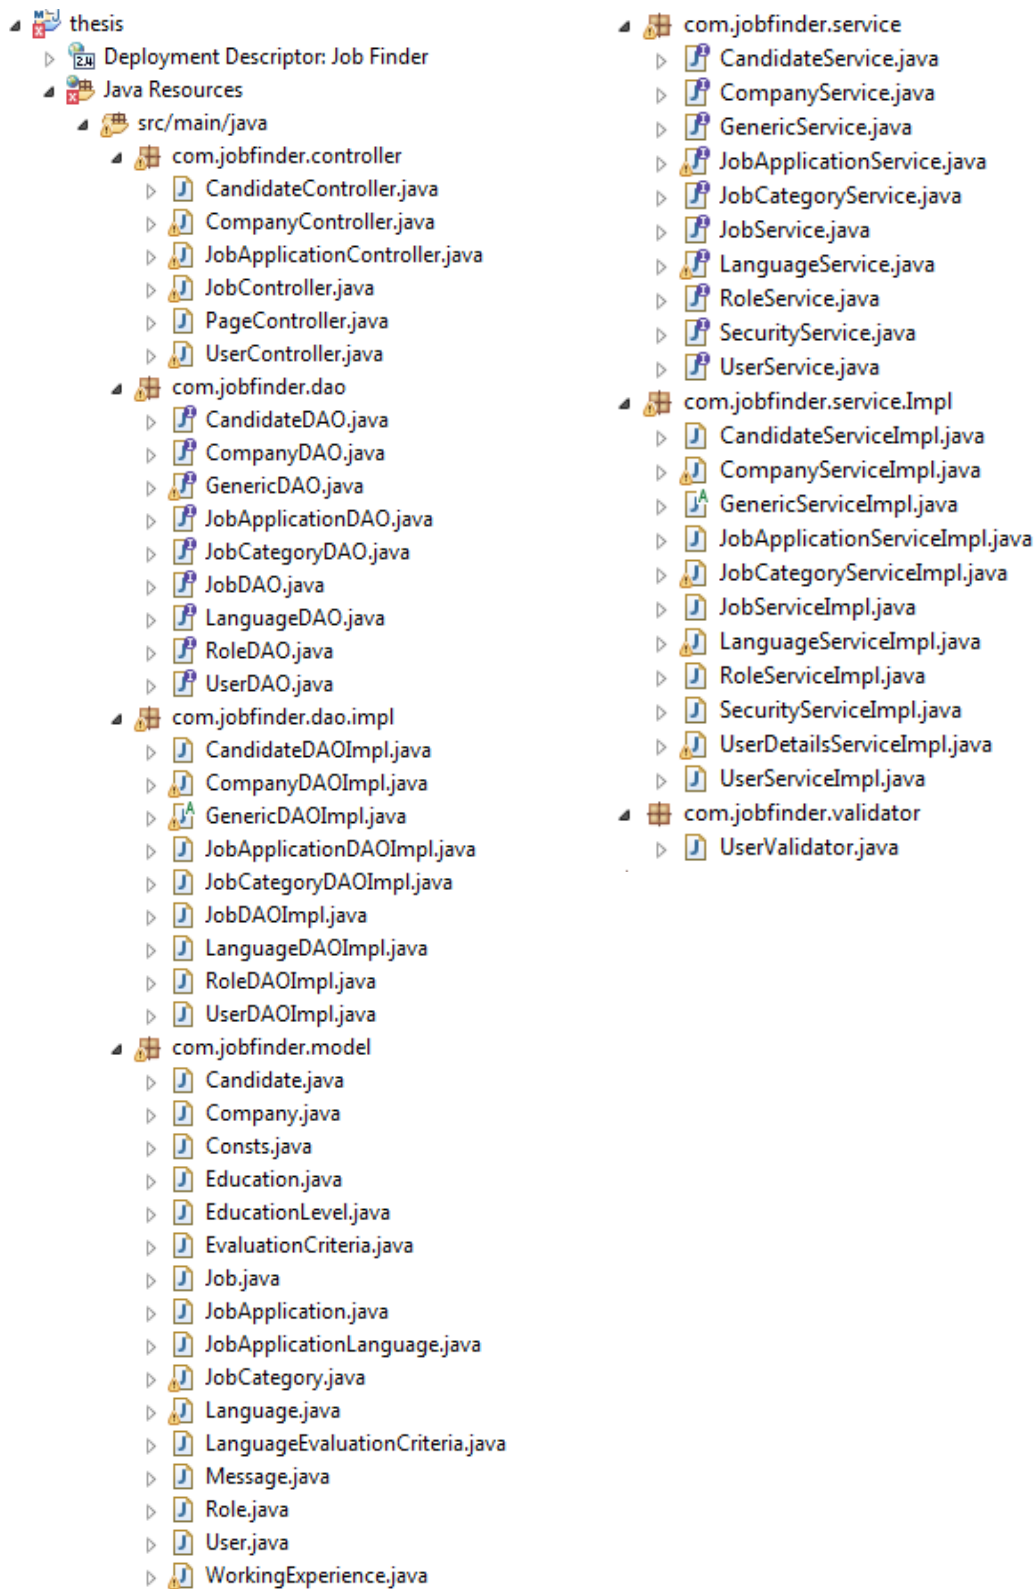 thesis
Deployment Descriptor: Job Finder
Java Resources
src/main/java
com.jobfinder.controller
CandidateController.java
CompanyController.java
JobApplicationController.java
JobController.java
PageController.java
UserController.java
com.jobfinder.dao
CandidateDAO.java
CompanyDAO.java
GenericDAO.java
JobApplicationDAO.java
JobCategoryDAO.java
JobDAO.java
LanguageDAO.java
RoleDAO.java
UserDAO.java
com.jobfinder.dao.impl
CandidateDAOImpl.java
CompanyDAOImpl.java
GenericDAOImpl.java
JobApplicationDAOImpl.java
JobCategoryDAOImpl.java
JobDAOImpl.java
LanguageDAOImpl.java
RoleDAOImpl.java
UserDAOImpl.java
com.jobfinder.model
Candidate.java
Company.java
Consts.java
Education.java
EducationLevel.java
EvaluationCriteria.java
Job.java
JobApplication.java
JobApplicationLanguage.java
JobCategory.java
Language.java
LanguageEvaluationCriteria.java
Message.java
Role.java
User.java
WorkingExperience.java
com.jobfinder.service
CandidateService.java
CompanyService.java
GenericService.java
JobApplicationService.java
JobCategoryService.java
JobService.java
LanguageService.java
RoleService.java
SecurityService.java
UserService.java
com.jobfinder.service.Impl
CandidateServiceImpl.java
CompanyServiceImpl.java
GenericServiceImpl.java
JobApplicationServiceImpl.java
JobCategoryServiceImpl.java
JobServiceImpl.java
LanguageServiceImpl.java
RoleServiceImpl.java
SecurityServiceImpl.java
UserDetailsServiceImpl.java
UserServiceImpl.java
com.jobfinder.validator
UserValidator.java